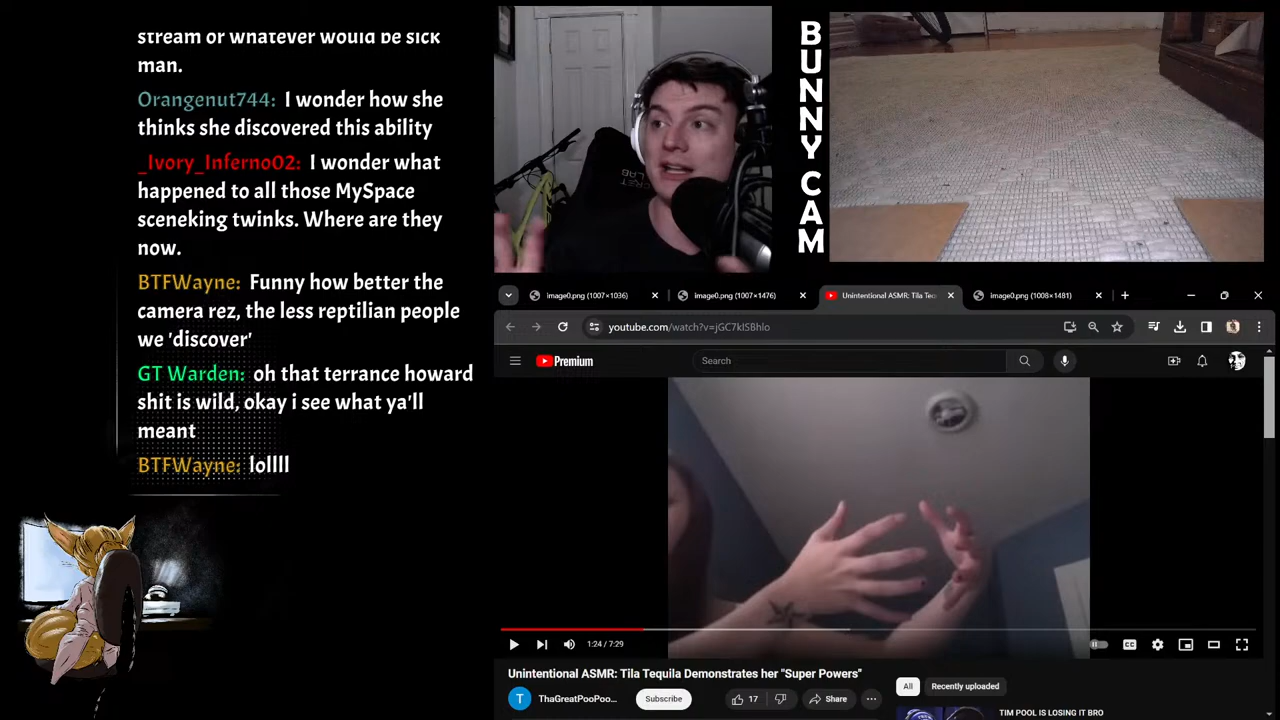 stream or whatever would be sick
man.
Orangenut744: I wonder how she
thinks she discovered this ability
_Ivory_Inferno02: I wonder what
happened to all those MySpace
sceneking twinks. Where are they
now.
BTFWayne: Funny how better the
camera rez, the less reptilian people
we 'discover'
GT Warden: oh that terrance howard
shit is wild, okay i see what ya'll
meant
BTFWayne: lollll
BUNNY CAM
image0.png (1007×1036)
image0.png (1007×1476)
Unintentional ASMR: Tila Teq
image0.png (1008×1481)
youtube.com/watch?v=jGC7klSBhlo
Premium
Search
1:24 / 7:29
Unintentional ASMR: Tila Tequila Demonstrates her "Super Powers"
T
ThaGreatPooPoo...
Subscribe
17
Share
All
Recently uploaded
TIM POOL IS LOSING IT BRO